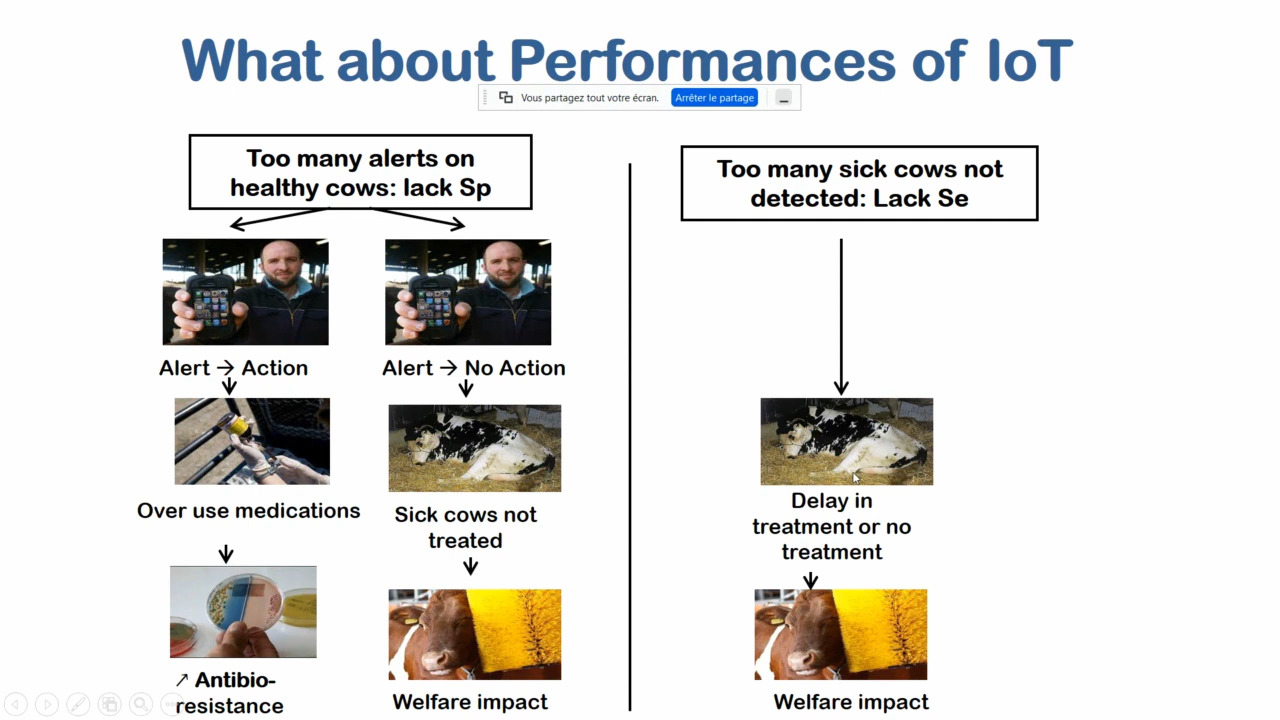 What about Performances of IoT
Vous partagez tout votre écran.
Arrêter le partage
Too many alerts on
healthy cows: lack Sp
Alert → Action
Over use medications
↗ Antibio-
resistance
Alert → No Action
Sick cows not
treated
Welfare impact
Too many sick cows not
detected: Lack Se
Delay in
treatment or no
treatment
Welfare impact